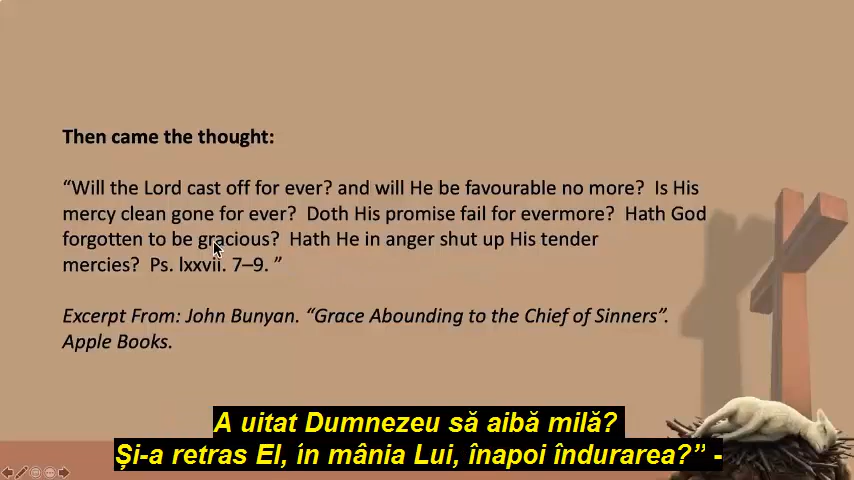 Then came the thought:
“Will the Lord cast off for ever? and will He be favourable no more?  Is His
mercy clean gone for ever?  Doth His promise fail for evermore?  Hath God
forgotten to be gracious?  Hath He in anger shut up His tender
mercies?  Ps. lxxvii. 7–9. ”
Excerpt From: John Bunyan. “Grace Abounding to the Chief of Sinners”.
Apple Books.
A uitat Dumnezeu să aibă milă?
Și-a retras El, ín mânia Lui, înapoi îndurarea?” -